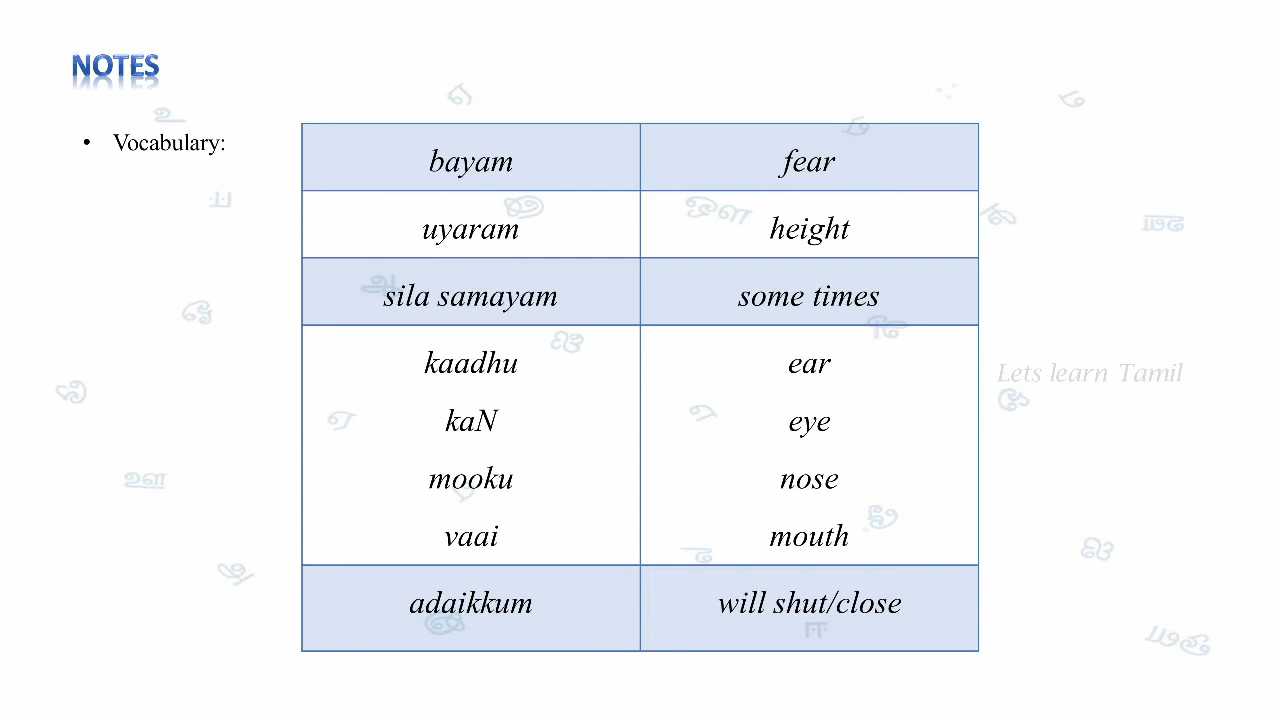 NOTES
• Vocabulary:
bayam fear
uyaram height
sila samayam some times
kaadhu ear
kaN eye
mooku nose
vaai mouth
adaikkum will shut/close
Lets learn Tamil